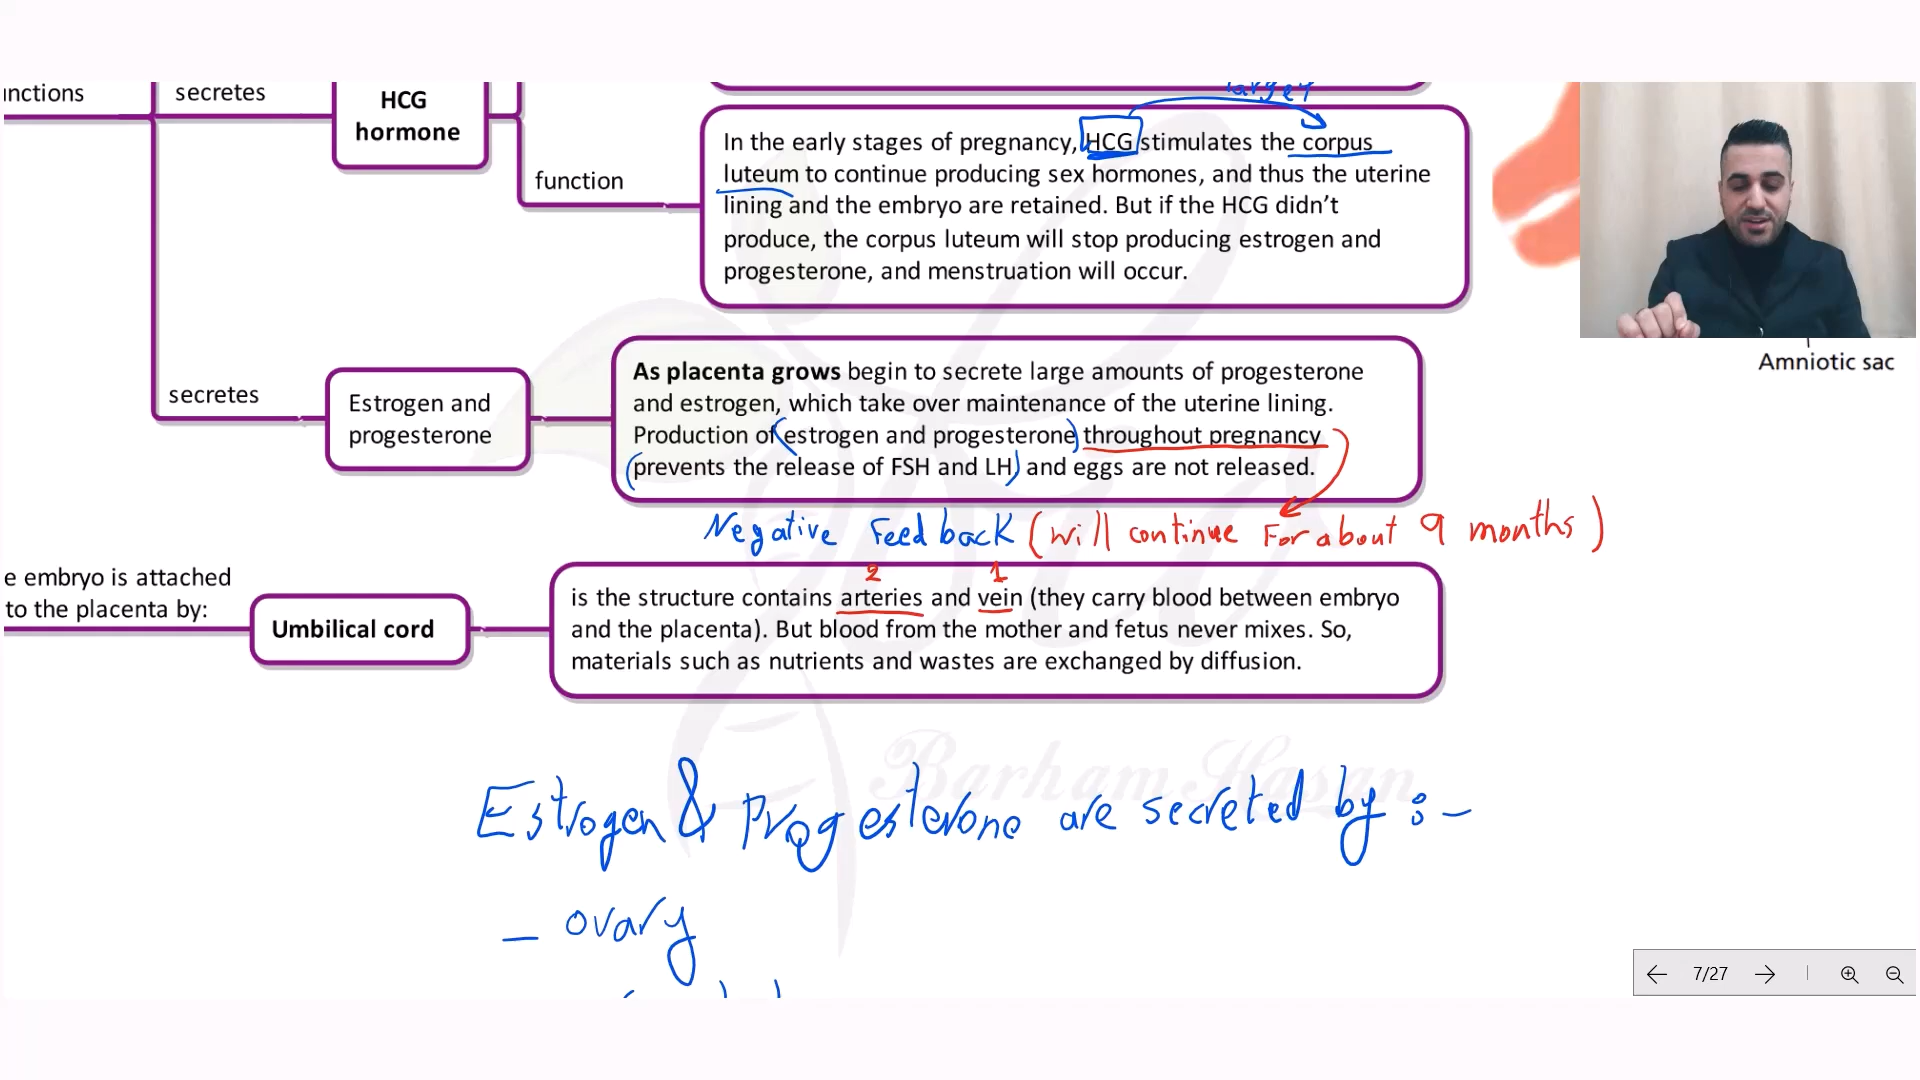 unctions
secretes
HCG
hormone
target
In the early stages of pregnancy, HCG stimulates the corpus
luteum to continue producing sex hormones, and thus the uterine
lining and the embryo are retained. But if the HCG didn’t
produce, the corpus luteum will stop producing estrogen and
progesterone, and menstruation will occur.
function
Amniotic sac
secretes
Estrogen and
progesterone
As placenta grows begin to secrete large amounts of progesterone
and estrogen, which take over maintenance of the uterine lining.
Production of estrogen and progesterone throughout pregnancy
prevents the release of FSH and LH and eggs are not released.
Negative Feedback (will continue For about 9 months)
e embryo is attached
to the placenta by:
Umbilical cord
2 1
is the structure contains arteries and vein (they carry blood between embryo
and the placenta). But blood from the mother and fetus never mixes. So,
materials such as nutrients and wastes are exchanged by diffusion.
Barham Hasan
Estrogen & Progesterone are secreted by :-
- ovary
7/27